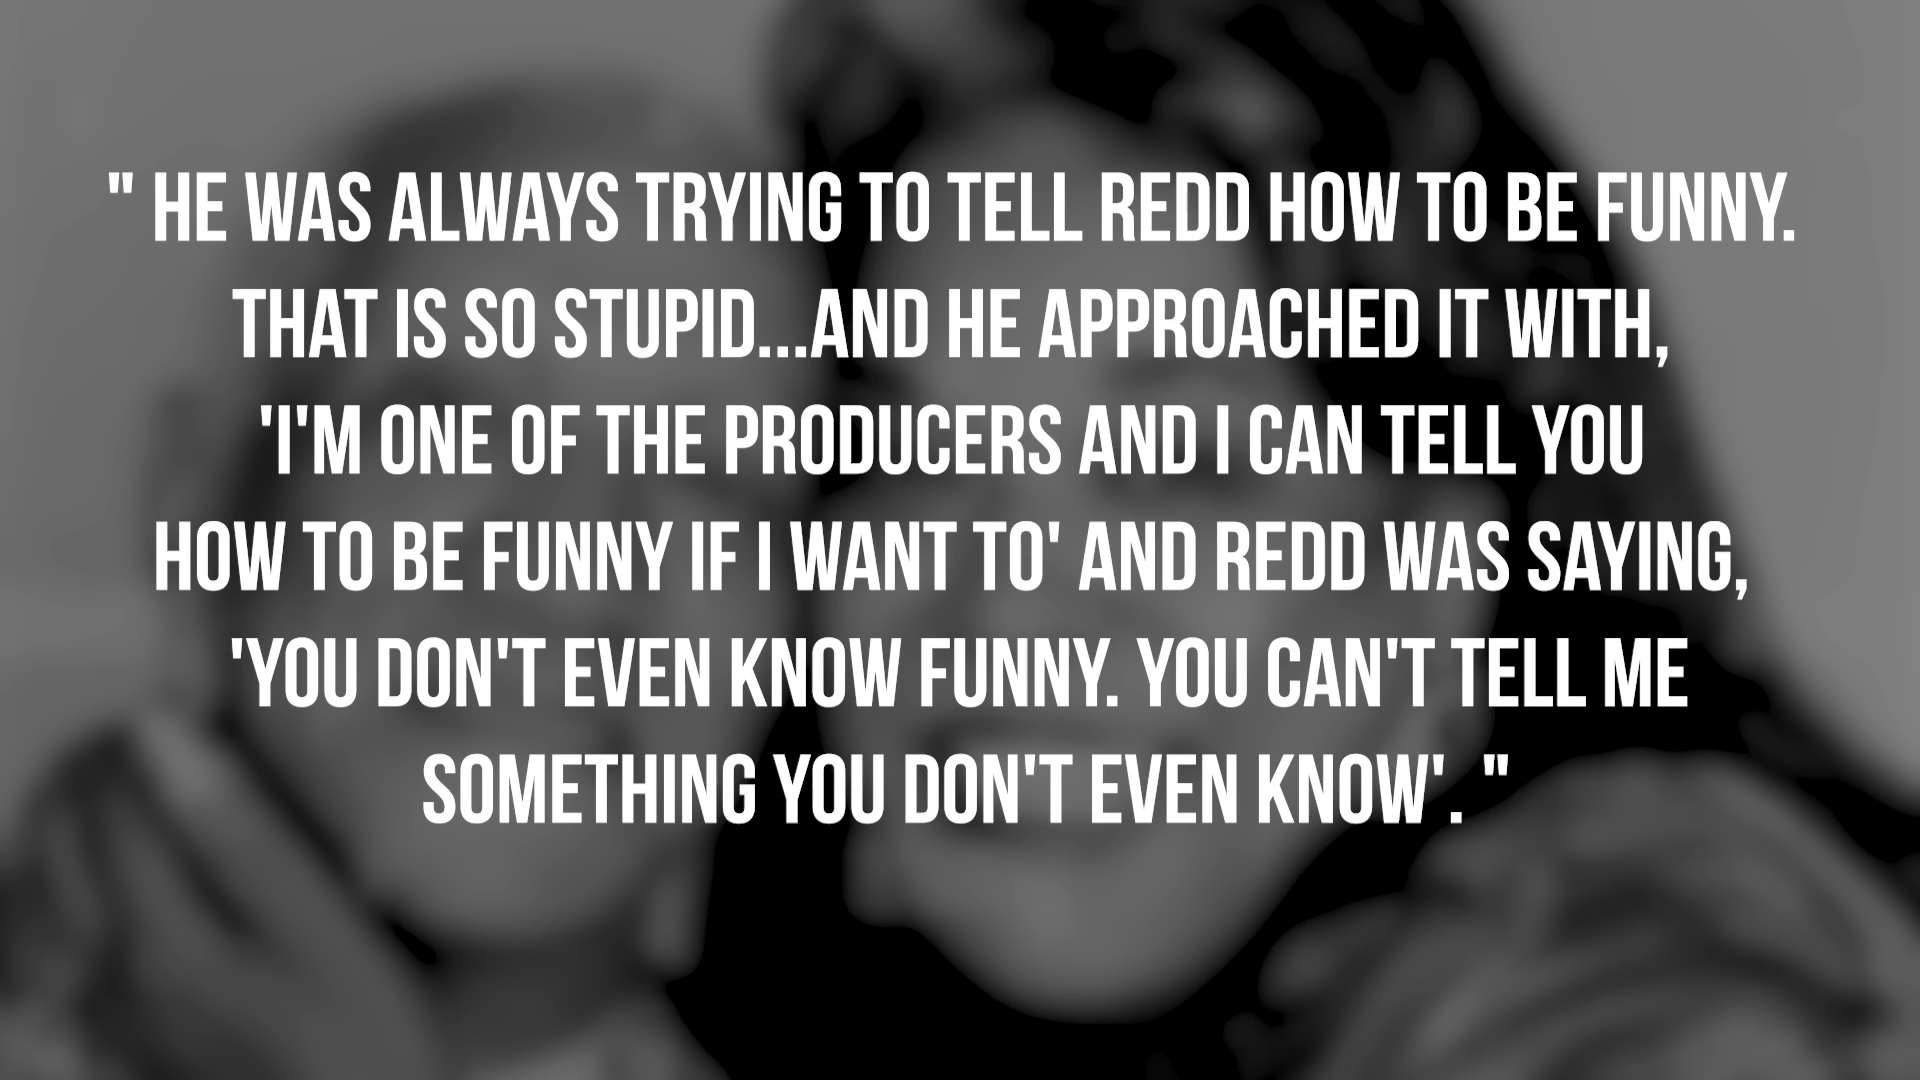 " HE WAS ALWAYS TRYING TO TELL REDD HOW TO BE FUNNY.
THAT IS SO STUPID...AND HE APPROACHED IT WITH,
'I'M ONE OF THE PRODUCERS AND I CAN TELL YOU
HOW TO BE FUNNY IF I WANT TO' AND REDD WAS SAYING,
'YOU DON'T EVEN KNOW FUNNY. YOU CAN'T TELL ME
SOMETHING YOU DON'T EVEN KNOW'. "